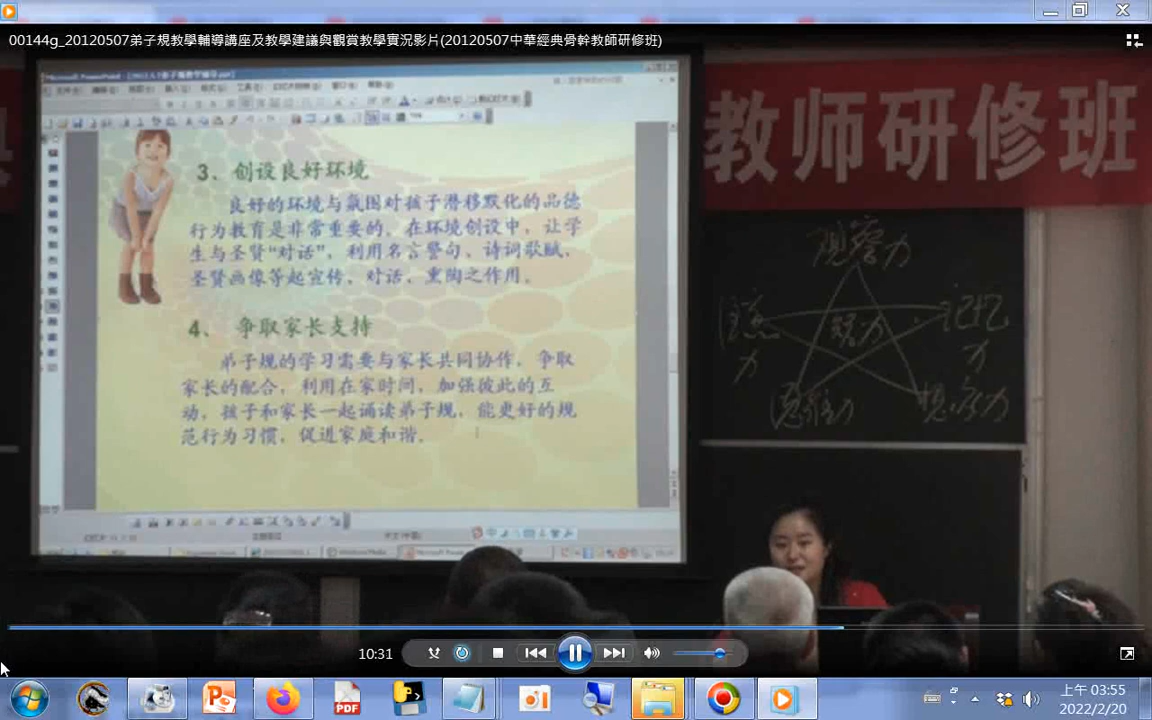 00144g_20120507弟子規教學輔導講座及教學建議與觀賞教學實況影片(20120507中華經典骨幹教師研修班)
教师研修班
3、创设良好环境
良好的环境与氛围对孩子潜移默化的品德
行为教育是非常重要的。在环境创设中，让学
生与圣贤“对话”，利用名言警句、诗词歌赋、
圣贤画像等起宣传，对话，熏陶之作用。
4、 争取家长支持
弟子规的学习需要与家长共同协作。争取
家长的配合，利用在家时间，加强彼此的互
动，孩子和家长一起诵读弟子规，能更好的规
范行为习惯，促进家庭和谐。
观察力
注意力
记忆力
思维力
想象力
10:31
PDF
上午 03:55
2022/2/20